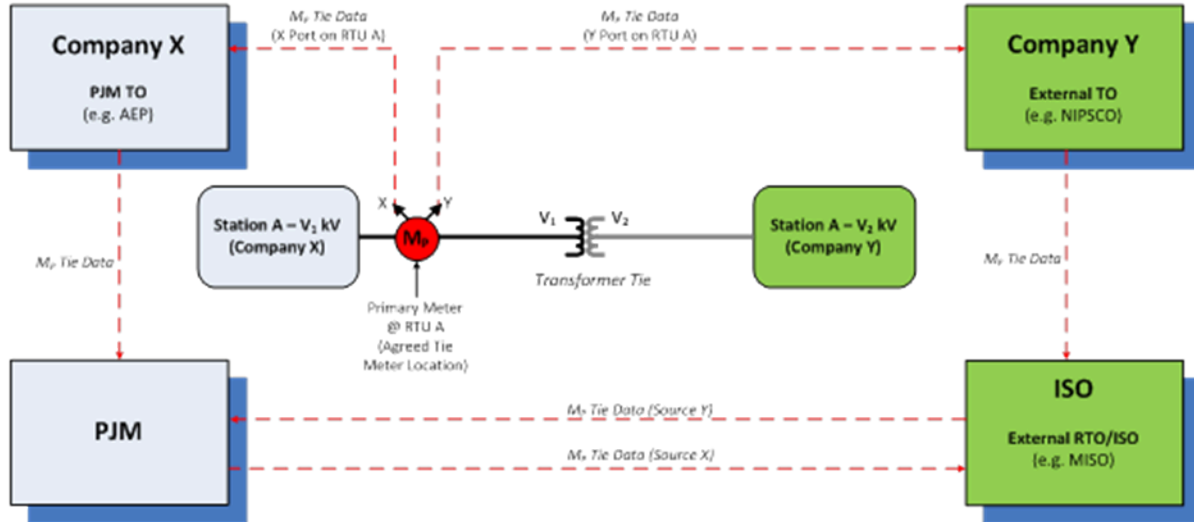 Mₚ Tie Data
(X Port on RTU A)
Mₚ Tie Data
(Y Port on RTU A)
Company X
PJM TO
(e.g. AEP)
Company Y
External TO
(e.g. NIPSCO)
X
Y
Station A – V₁ kV
(Company X)
Mₚ
V₁
V₂
Station A – V₂ kV
(Company Y)
Mₚ Tie Data
Transformer Tie
Mₚ Tie Data
Primary Meter
@ RTU A
(Agreed Tie
Meter Location)
PJM
Mₚ Tie Data (Source Y)
Mₚ Tie Data (Source X)
ISO
External RTO/ISO
(e.g. MISO)